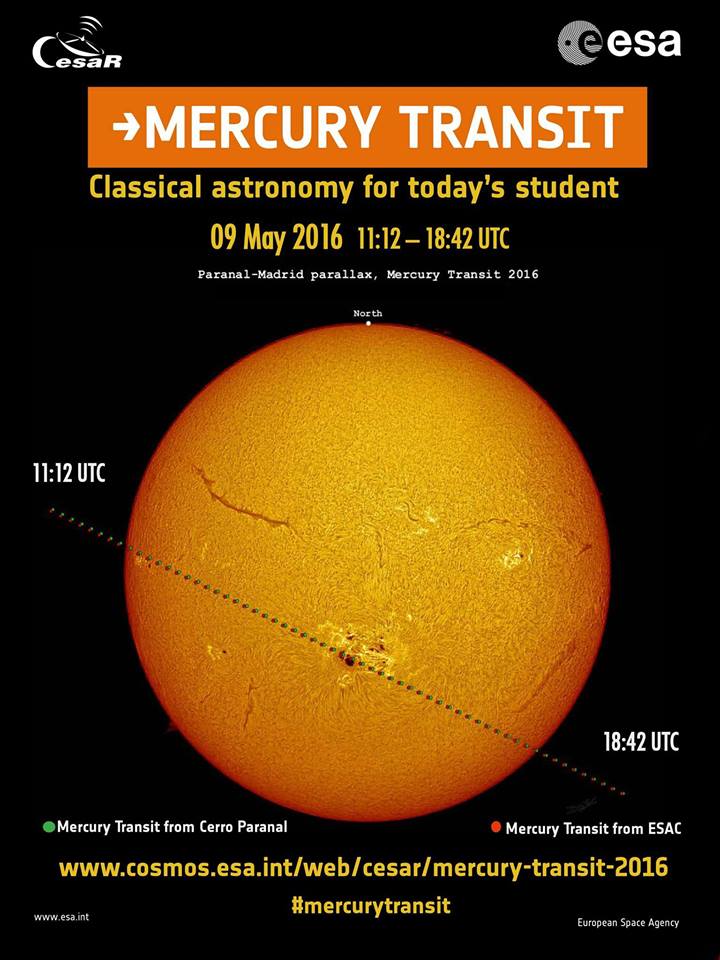 CesaR
esa
→MERCURY TRANSIT
Classical astronomy for today's student
09 May 2016 11:12 – 18:42 UTC
Paranal-Madrid parallax, Mercury Transit 2016
North
11:12 UTC
18:42 UTC
Mercury Transit from Cerro Paranal
Mercury Transit from ESAC
www.cosmos.esa.int/web/cesar/mercury-transit-2016
#mercurytransit
www.esa.int
European Space Agency